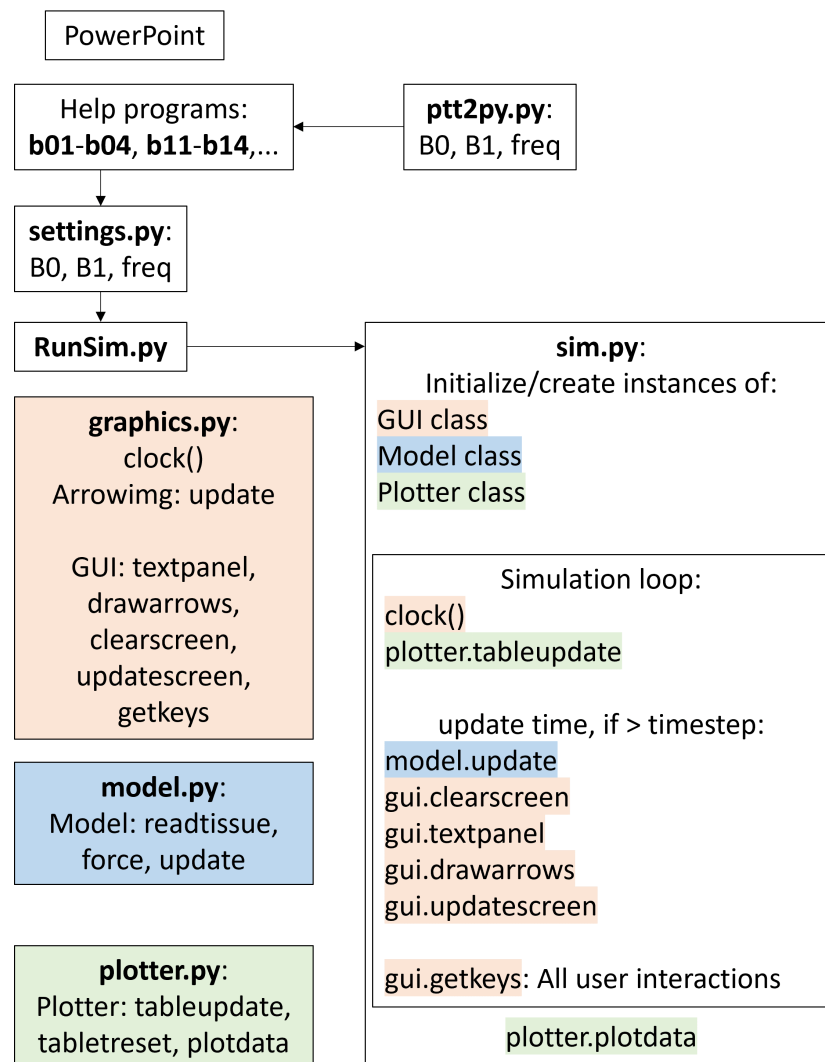 PowerPoint
Help programs:
b01-b04, b11-b14,...
ptt2py.py:
B0, B1, freq
settings.py:
B0, B1, freq
RunSim.py
graphics.py:
clock()
Arrowimg: update
GUI: textpanel,
drawarrows,
clearscreen,
updatescreen,
getkeys
model.py:
Model: readtissue,
force, update
plotter.py:
Plotter: tableupdate,
tabletreset, plotdata
sim.py:
Initialize/create instances of:
GUI class
Model class
Plotter class
Simulation loop:
clock()
plotter.tableupdate
update time, if > timestep:
model.update
gui.clearscreen
gui.textpanel
gui.drawarrows
gui.updatescreen
gui.getkeys: All user interactions
plotter.plotdata